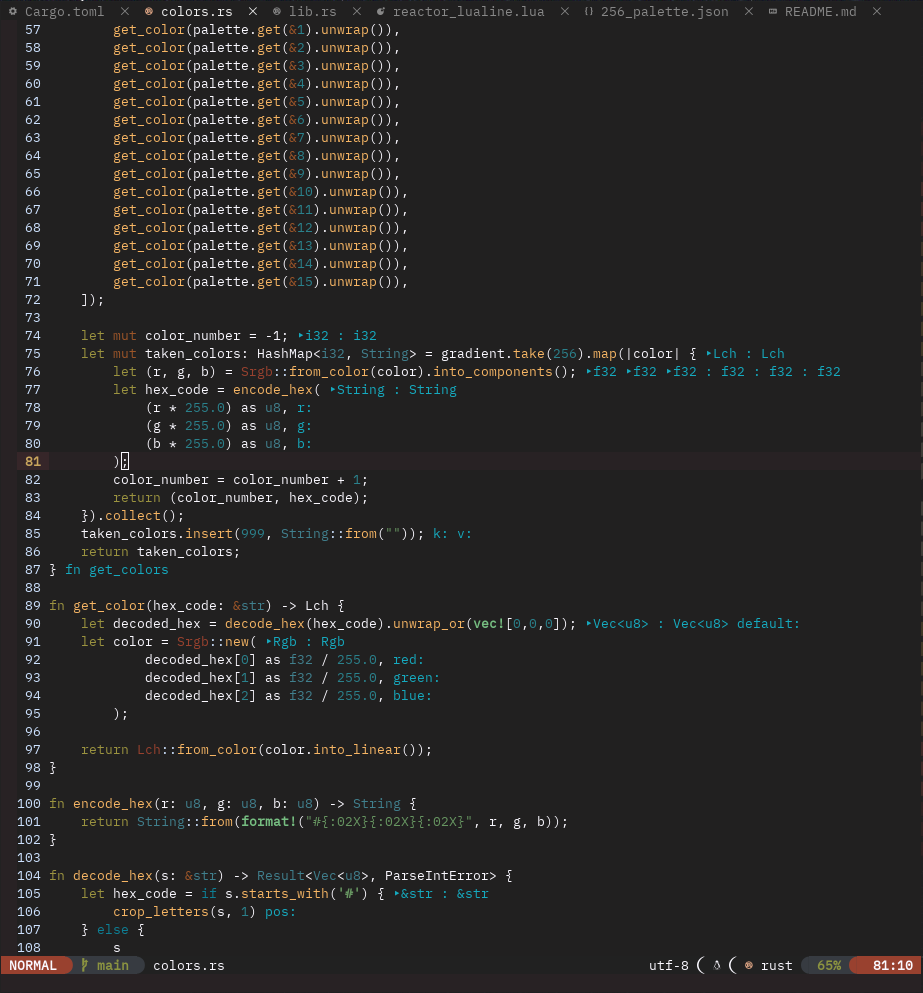 Cargo.toml × colors.rs × lib.rs × reactor_lualine.lua × 256_palette.json × README.md ×
57         get_color(palette.get(&1).unwrap()),
58         get_color(palette.get(&2).unwrap()),
59         get_color(palette.get(&3).unwrap()),
60         get_color(palette.get(&4).unwrap()),
61         get_color(palette.get(&5).unwrap()),
62         get_color(palette.get(&6).unwrap()),
63         get_color(palette.get(&7).unwrap()),
64         get_color(palette.get(&8).unwrap()),
65         get_color(palette.get(&9).unwrap()),
66         get_color(palette.get(&10).unwrap()),
67         get_color(palette.get(&11).unwrap()),
68         get_color(palette.get(&12).unwrap()),
69         get_color(palette.get(&13).unwrap()),
70         get_color(palette.get(&14).unwrap()),
71         get_color(palette.get(&15).unwrap()),
72     ]);
73
74     let mut color_number = -1; ‣i32 : i32
75     let mut taken_colors: HashMap<i32, String> = gradient.take(256).map(|color| { ‣Lch : Lch
76         let (r, g, b) = Srgb::from_color(color).into_components(); ‣f32 ‣f32 ‣f32 : f32 : f32 : f32
77         let hex_code = encode_hex( ‣String : String
78             (r * 255.0) as u8, r:
79             (g * 255.0) as u8, g:
80             (b * 255.0) as u8, b:
81         );
82         color_number = color_number + 1;
83         return (color_number, hex_code);
84     }).collect();
85     taken_colors.insert(999, String::from("")); k: v:
86     return taken_colors;
87 } fn get_colors
88
89 fn get_color(hex_code: &str) -> Lch {
90     let decoded_hex = decode_hex(hex_code).unwrap_or(vec![0,0,0]); ‣Vec<u8> : Vec<u8> default:
91     let color = Srgb::new( ‣Rgb : Rgb
92             decoded_hex[0] as f32 / 255.0, red:
93             decoded_hex[1] as f32 / 255.0, green:
94             decoded_hex[2] as f32 / 255.0, blue:
95         );
96
97     return Lch::from_color(color.into_linear());
98 }
99
100 fn encode_hex(r: u8, g: u8, b: u8) -> String {
101     return String::from(format!("#{:02X}{:02X}{:02X}", r, g, b));
102 }
103
104 fn decode_hex(s: &str) -> Result<Vec<u8>, ParseIntError> {
105     let hex_code = if s.starts_with('#') { ‣&str : &str
106         crop_letters(s, 1) pos:
107     } else {
108         s
NORMAL main colors.rs utf-8 rust 65% 81:10